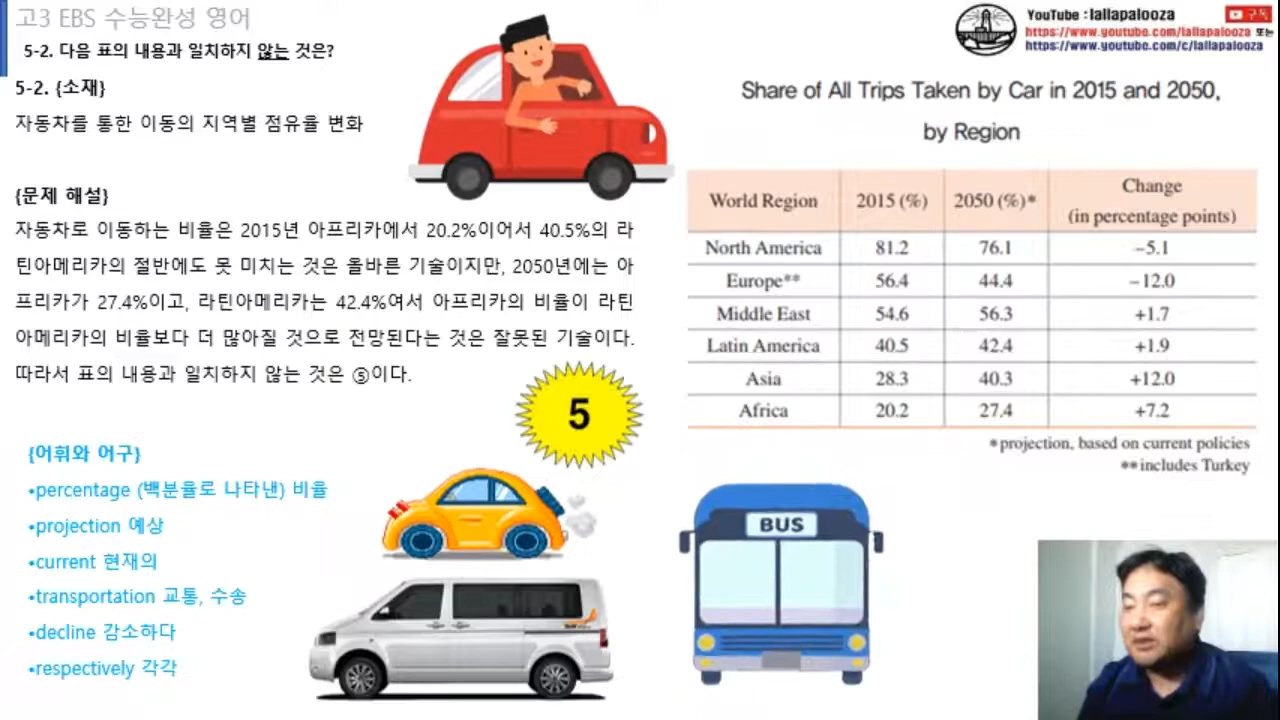 고3 EBS 수능완성 영어
5-2. 다음 표의 내용과 일치하지 않는 것은?
5-2. {소재}
자동차를 통한 이동의 지역별 점유율 변화
{문제 해설}
자동차로 이동하는 비율은 2015년 아프리카에서 20.2%이어서 40.5%의 라
틴아메리카의 절반에도 못 미치는 것은 올바른 기술이지만, 2050년에는 아
프리카가 27.4%이고, 라틴아메리카는 42.4%여서 아프리카의 비율이 라틴
아메리카의 비율보다 더 많아질 것으로 전망된다는 것은 잘못된 기술이다.
따라서 표의 내용과 일치하지 않는 것은 ⑤이다.
5
{어휘와 어구}
•percentage (백분율로 나타낸) 비율
•projection 예상
•current 현재의
•transportation 교통, 수송
•decline 감소하다
•respectively 각각
YouTube : lallapalooza 구독
https://www.youtube.com/lallapalooza 또는
https://www.youtube.com/c/lallapalooza
Share of All Trips Taken by Car in 2015 and 2050,
by Region
World Region 2015 (%) 2050 (%)* Change (in percentage points)
North America 81.2 76.1 −5.1
Europe** 56.4 44.4 −12.0
Middle East 54.6 56.3 +1.7
Latin America 40.5 42.4 +1.9
Asia 28.3 40.3 +12.0
Africa 20.2 27.4 +7.2
*projection, based on current policies
**includes Turkey
BUS